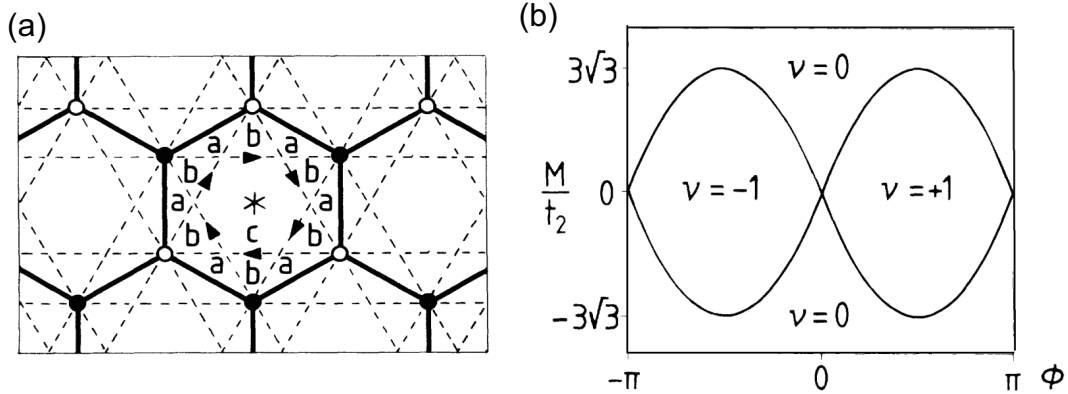 (a)
b
a a
b b
a a
b c b
a b a
(b)
3√3
ν = 0
M/t₂
0
ν = -1
ν = +1
-3√3
ν = 0
-π
0
π
Φ